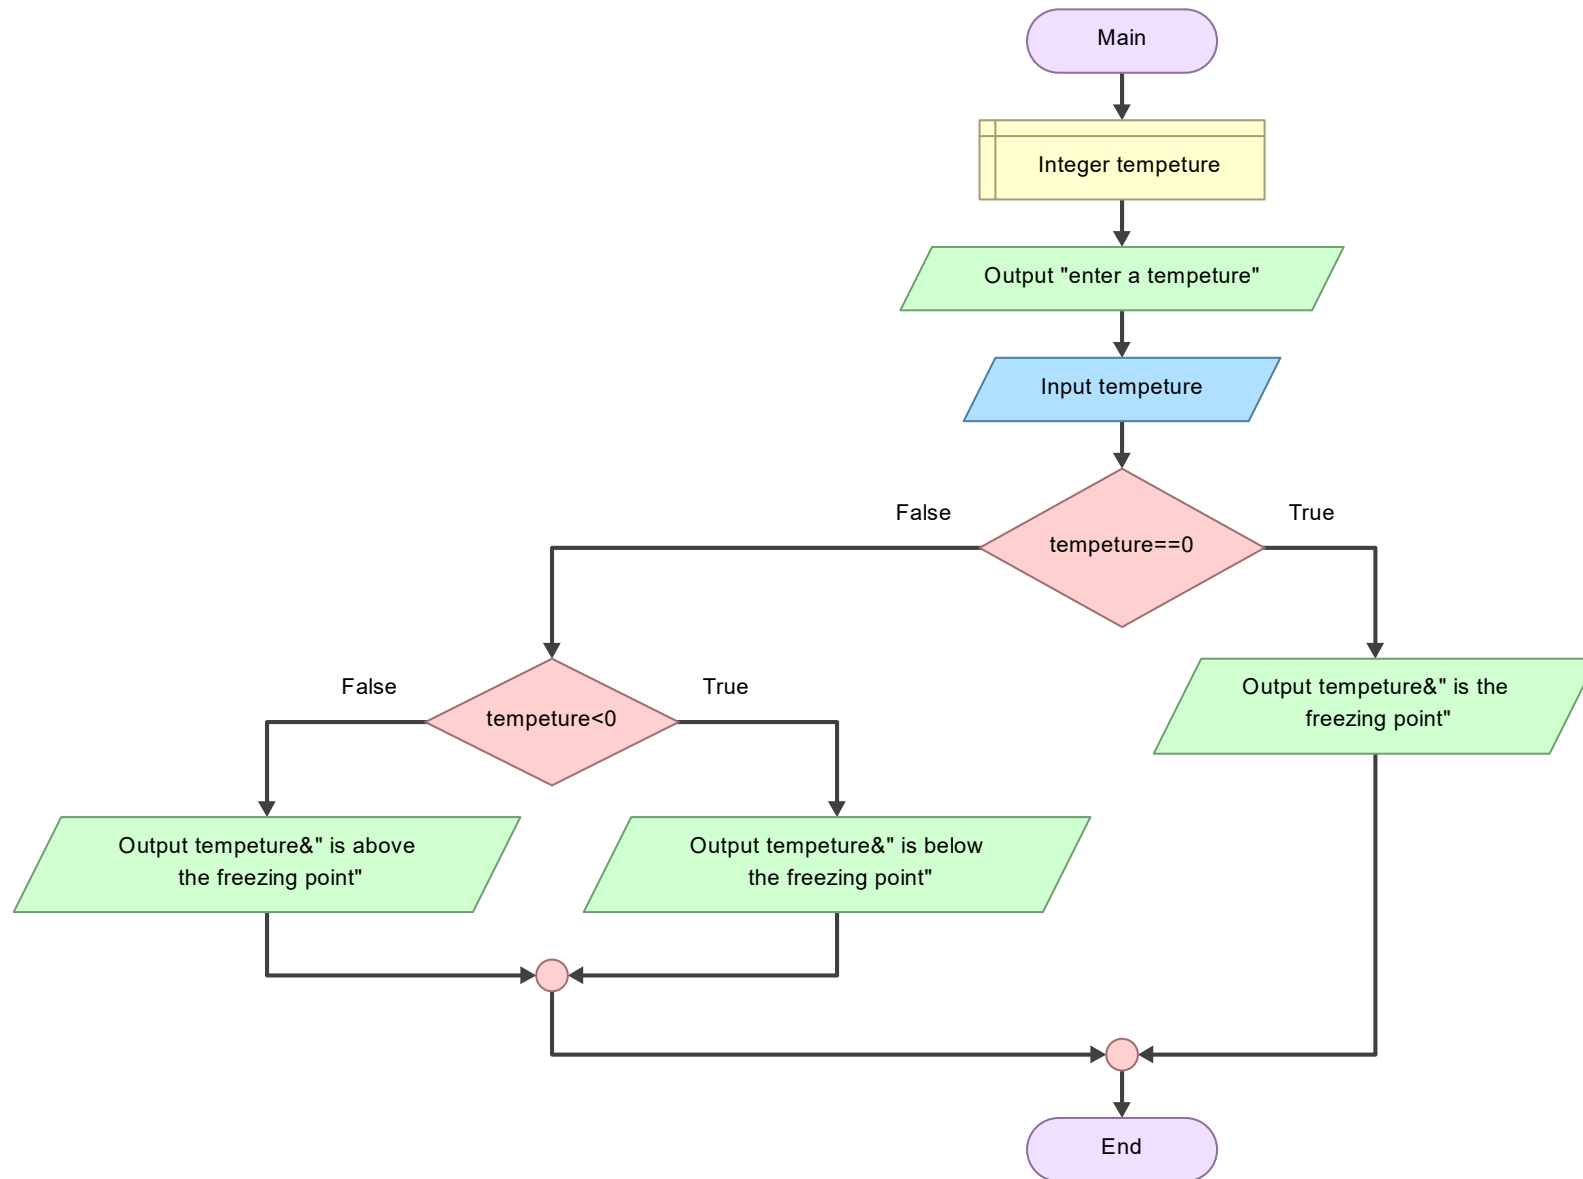 Main
Integer tempeture
Output "enter a tempeture"
Input tempeture
False
True
tempeture==0
False
True
tempeture<0
Output tempeture&" is the
freezing point"
Output tempeture&" is above
the freezing point"
Output tempeture&" is below
the freezing point"
End